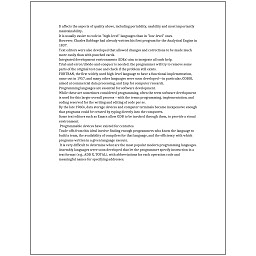 It affects the aspects of quality above, including portability, usability and most importantly
maintainability.
It is usually easier to code in "high-level" languages than in "low-level" ones.
However, Charles Babbage had already written his first program for the Analytical Engine in
1837.
Text editors were also developed that allowed changes and corrections to be made much
more easily than with punched cards.
Integrated development environments (IDEs) aim to integrate all such help.
Trial-and-error/divide-and-conquer is needed: the programmer will try to remove some
parts of the original test case and check if the problem still exists.
FORTRAN, the first widely used high-level language to have a functional implementation,
came out in 1957, and many other languages were soon developed—in particular, COBOL
aimed at commercial data processing, and Lisp for computer research.
Programming languages are essential for software development.
While these are sometimes considered programming, often the term software development
is used for this larger overall process – with the terms programming, implementation, and
coding reserved for the writing and editing of code per se.
By the late 1960s, data storage devices and computer terminals became inexpensive enough
that programs could be created by typing directly into the computers.
Some text editors such as Emacs allow GDB to be invoked through them, to provide a visual
environment.
Programmable devices have existed for centuries.
Trade-offs from this ideal involve finding enough programmers who know the language to
build a team, the availability of compilers for that language, and the efficiency with which
programs written in a given language execute.
It is very difficult to determine what are the most popular modern programming languages.
Assembly languages were soon developed that let the programmer specify instruction in a
text format (e.g., ADD X, TOTAL), with abbreviations for each operation code and
meaningful names for specifying addresses.